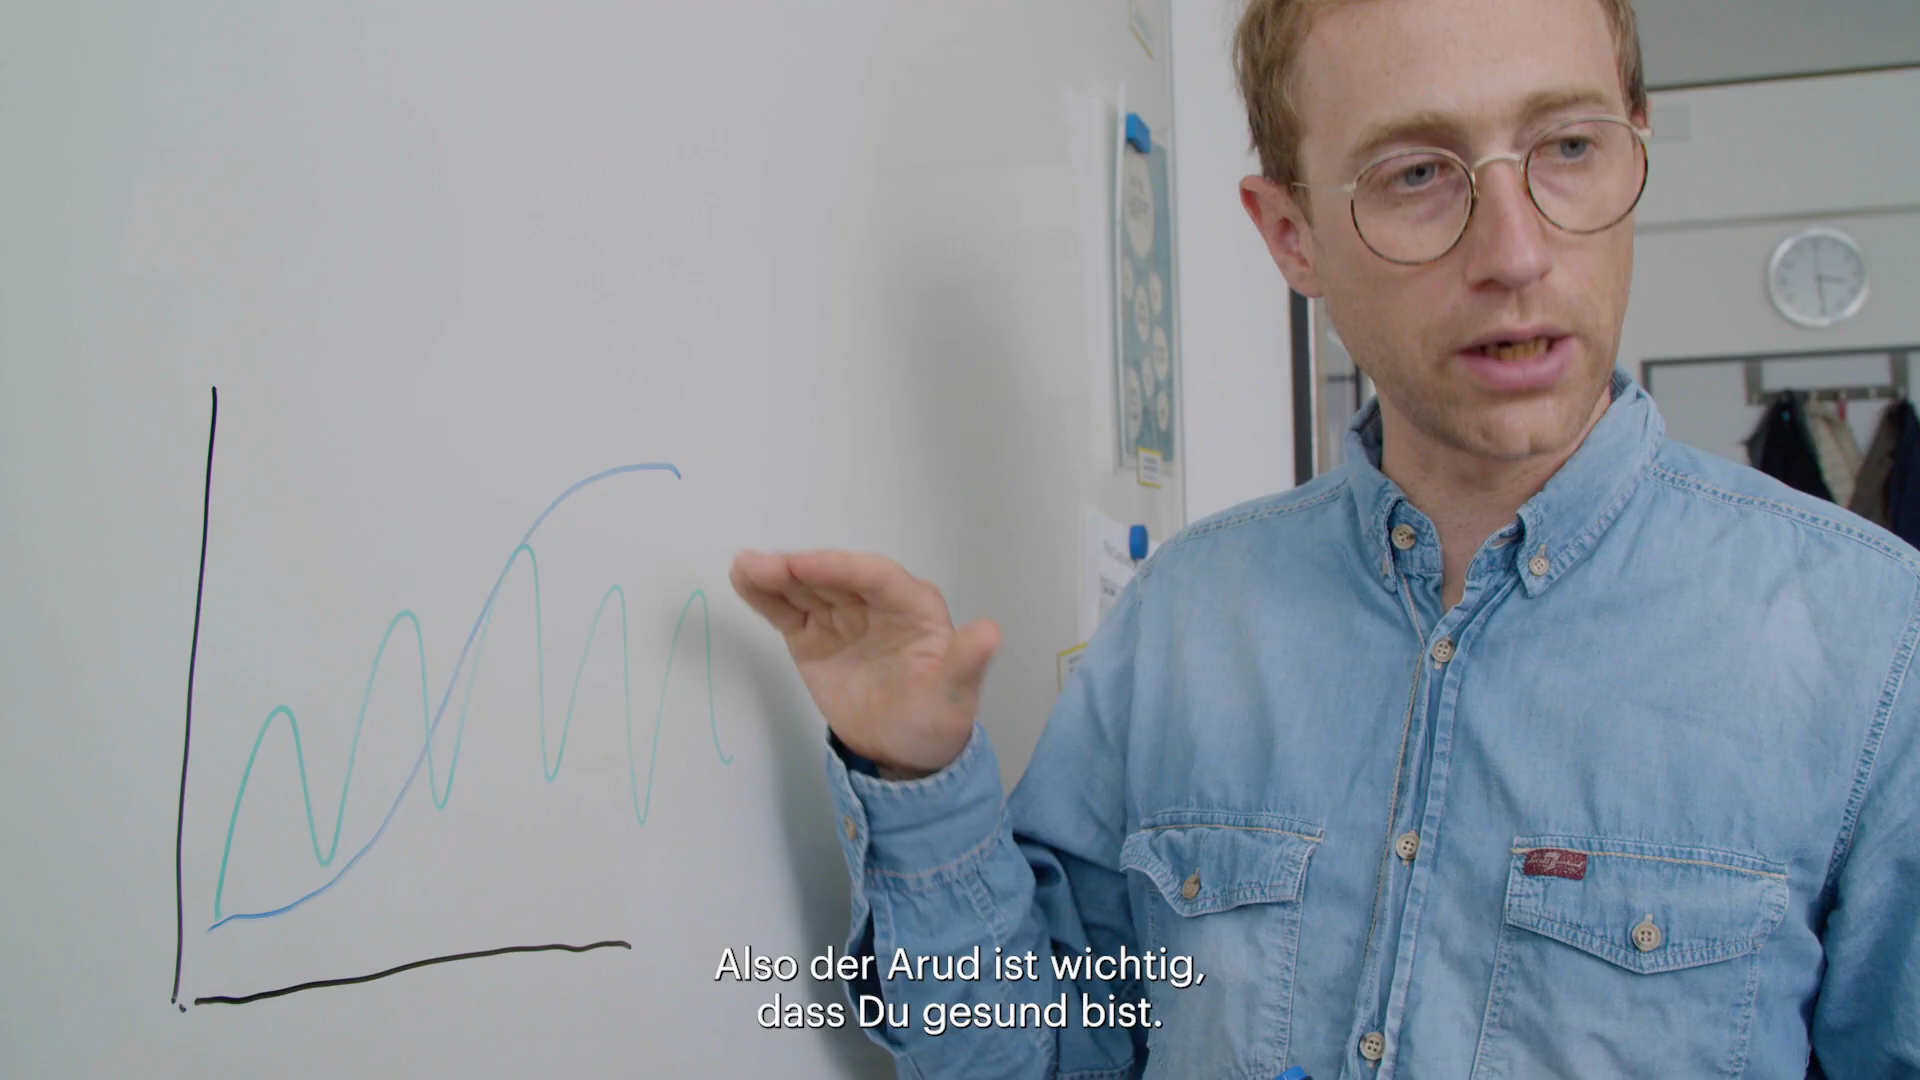 Also der Arud ist wichtig,
dass Du gesund bist.